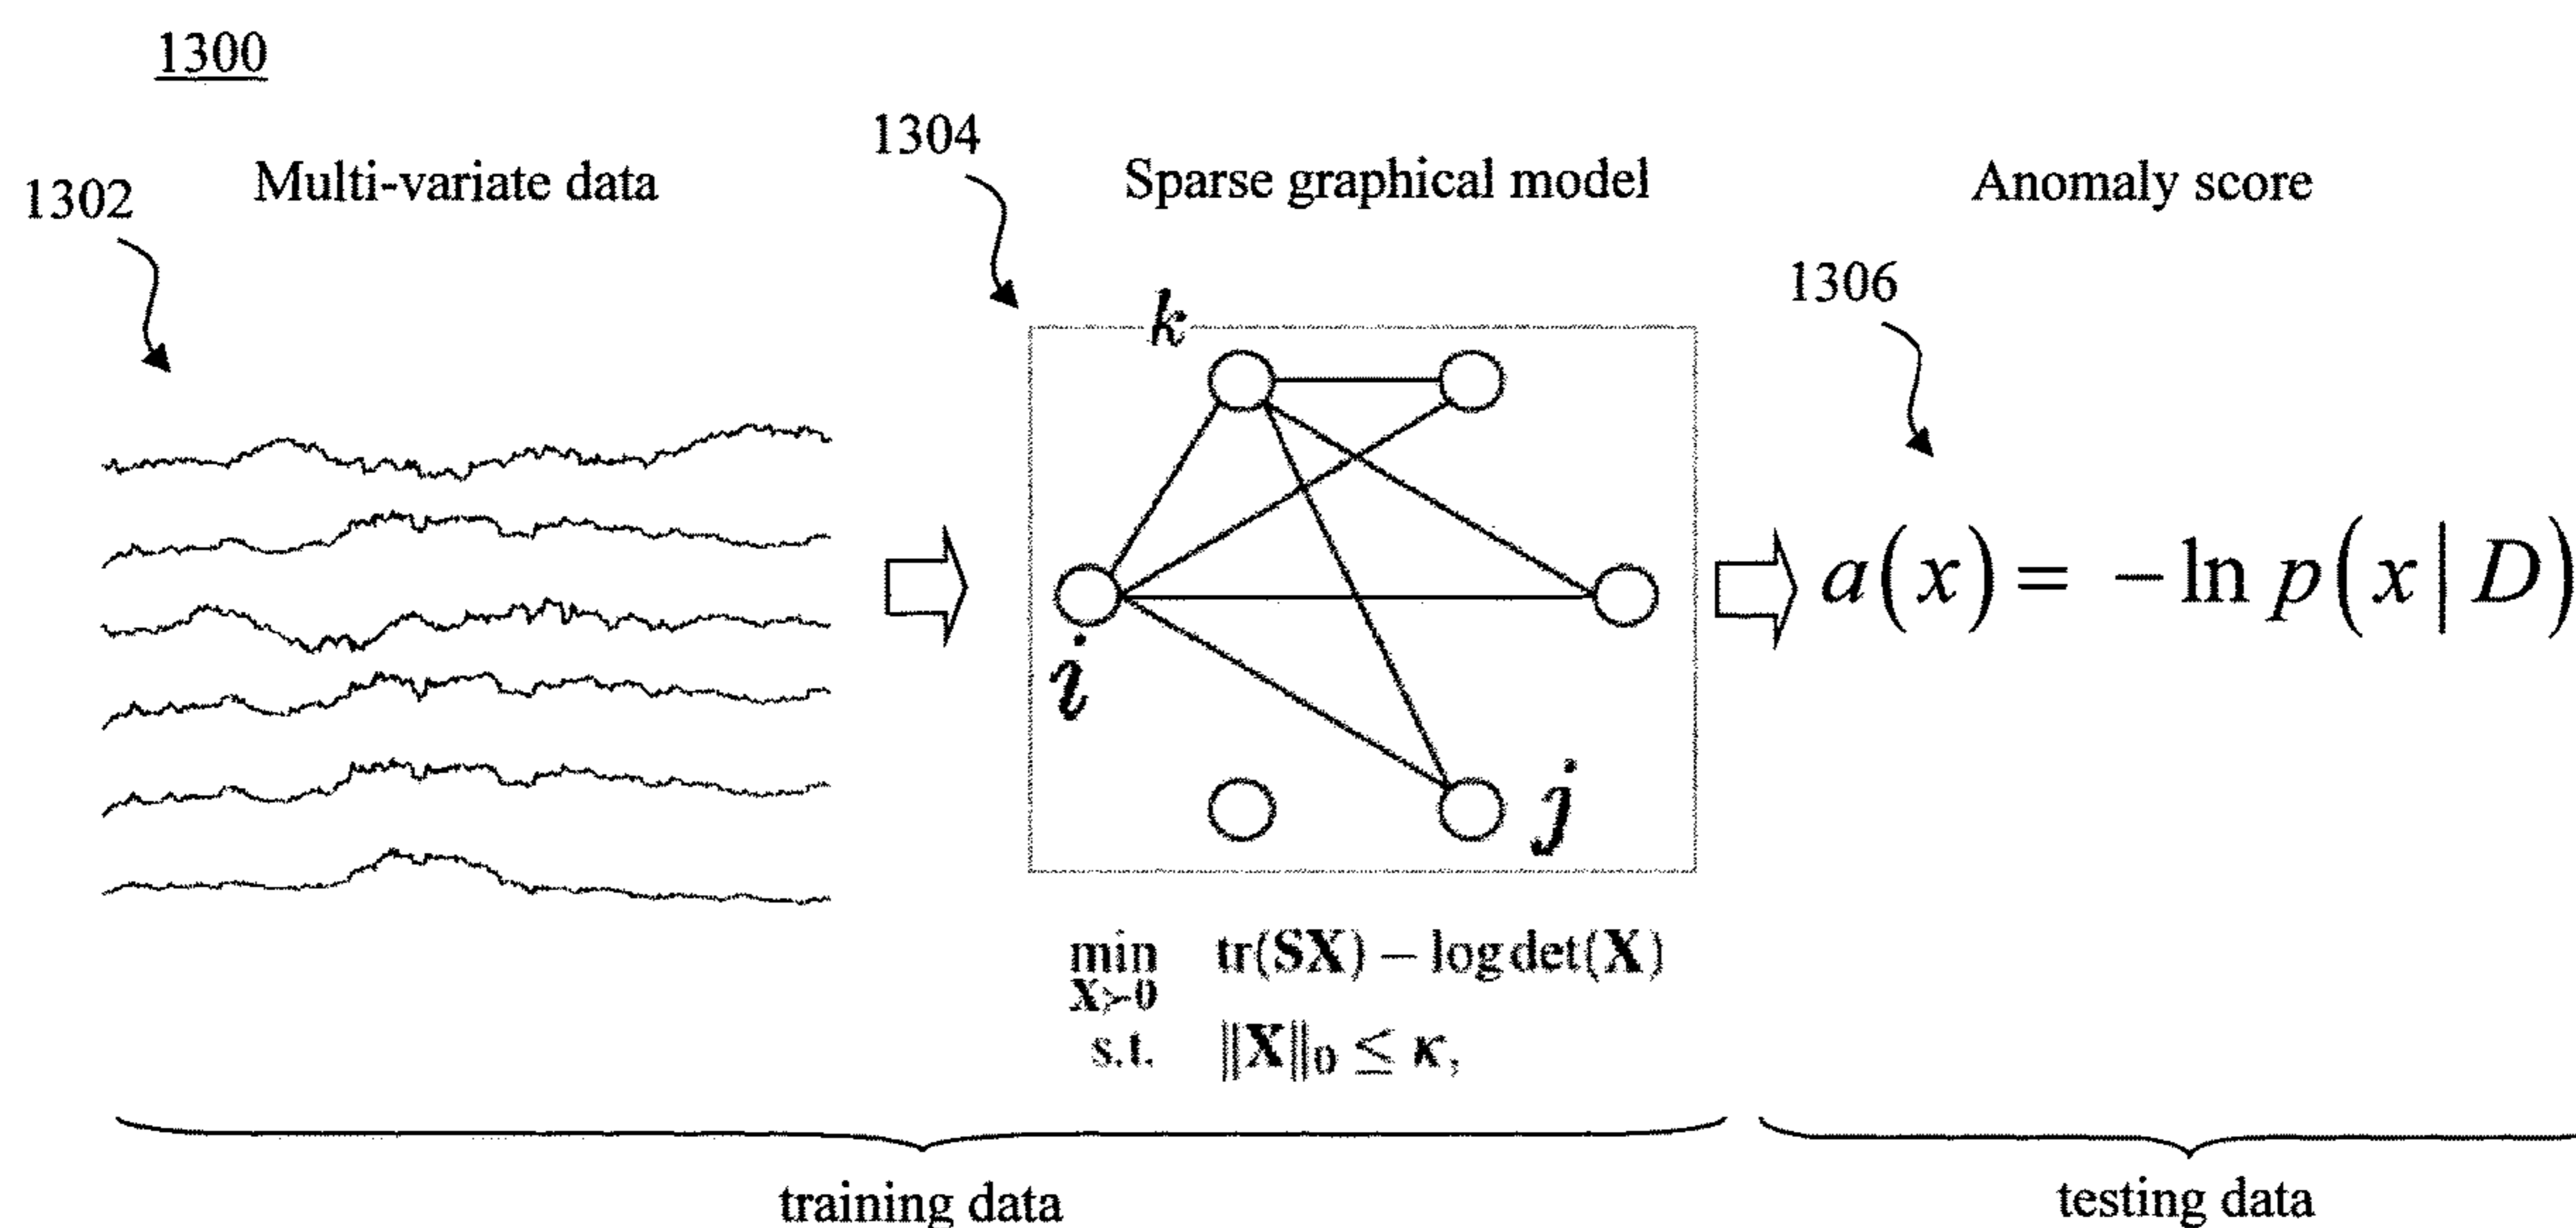 1300
1302
Multi-variate data
1304
Sparse graphical model
Anomaly score
1306
k
i
j
a(x) = −ln p(x | D)
min tr(SX) − log det(X)
X≻0
s.t. ‖X‖₀ ≤ κ,
training data
testing data